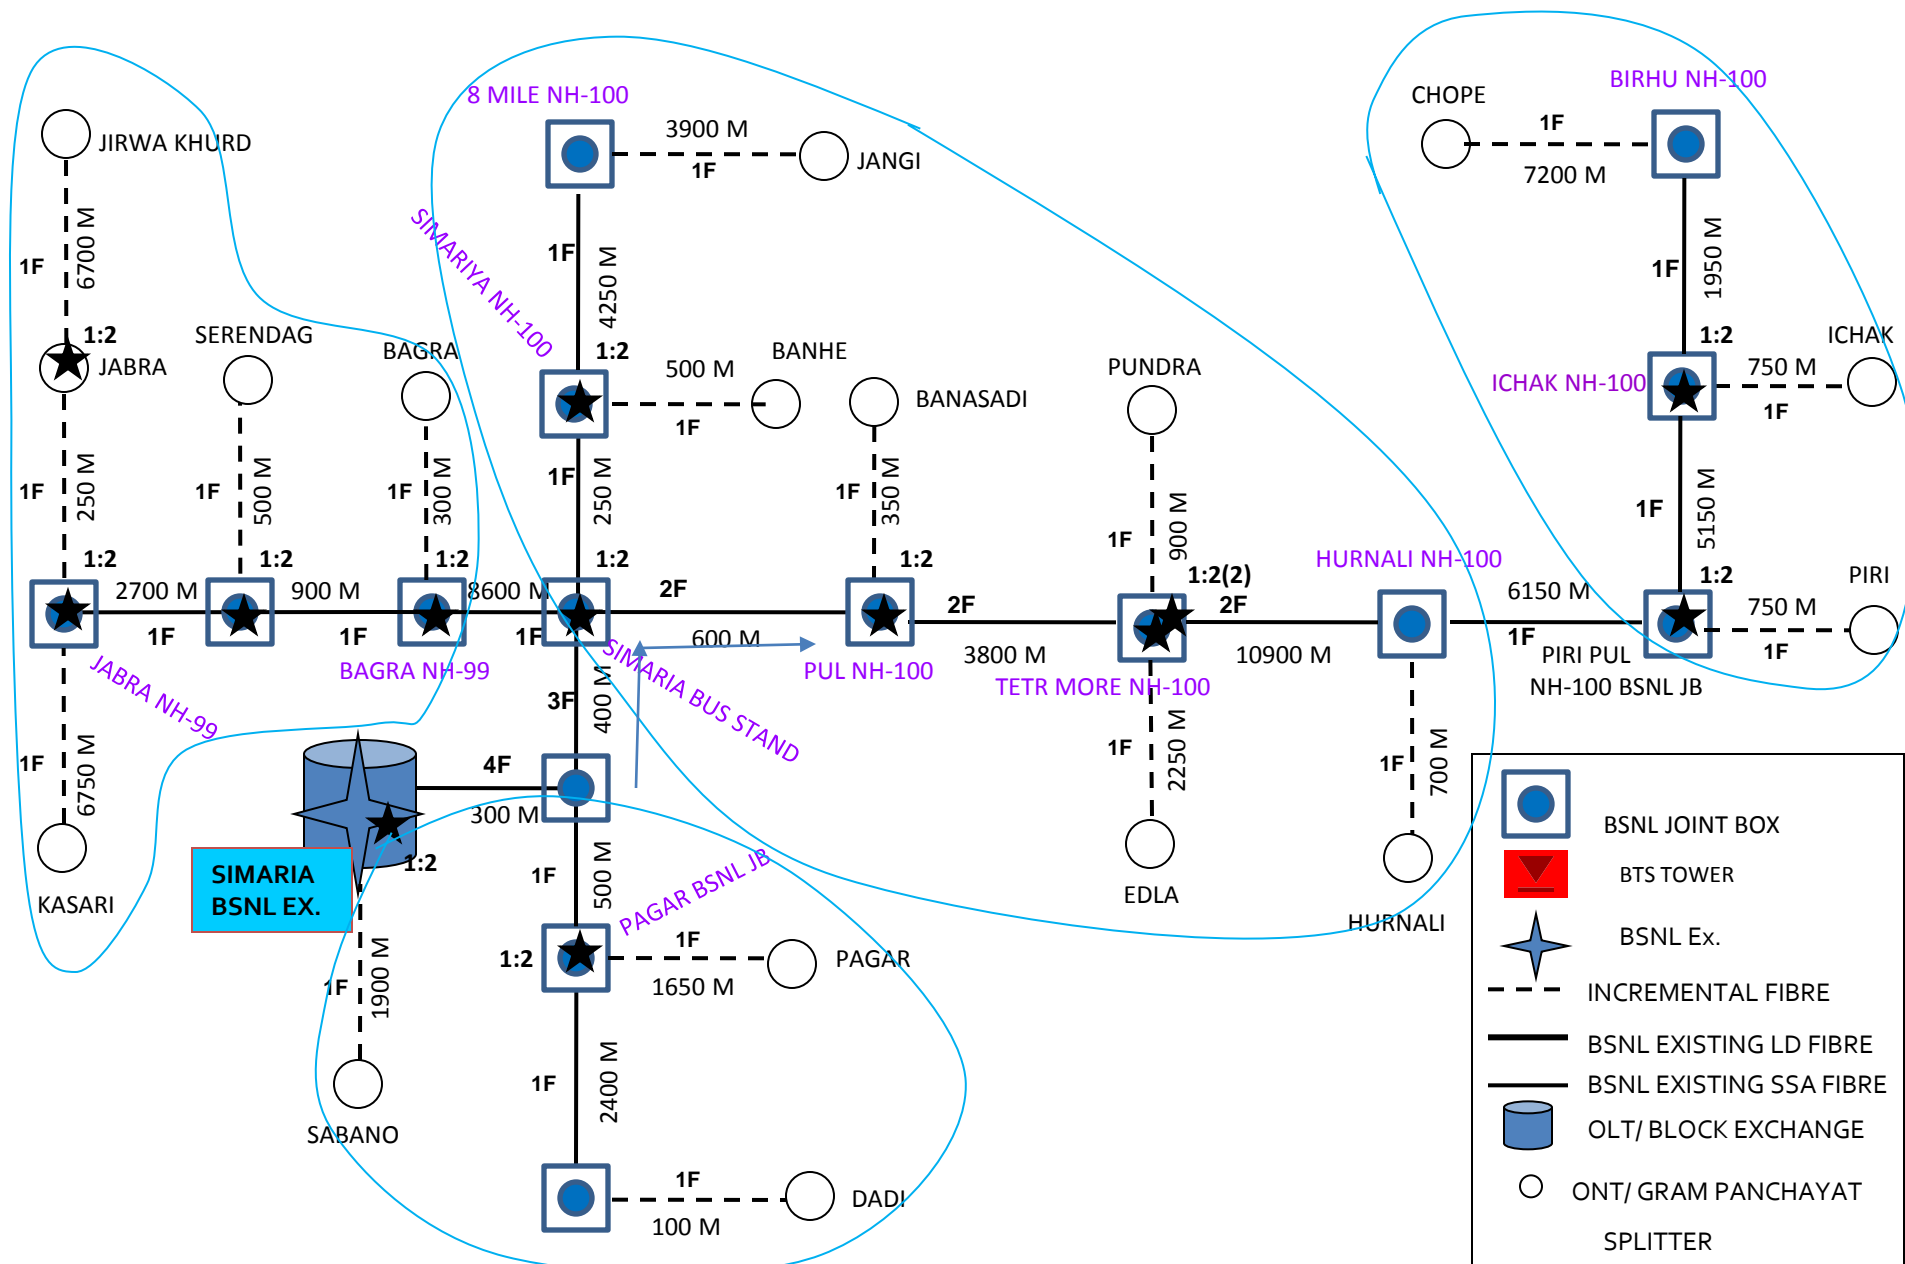 8 MILE NH-100
3900 M
1F
JANGI
CHOPE
1F
7200 M
BIRHU NH-100
JIRWA KHURD
1F
6700 M
1:2
JABRA
SERENDAG
BAGRA
SIMARIYA NH-100
1F
4250 M
1:2
500 M
1F
BANHE
BANASADI
PUNDRA
1F
1950 M
1:2
ICHAK NH-100
750 M
1F
ICHAK
1F
250 M
1F
500 M
1F
300 M
1F
250 M
1F
350 M
1F
900 M
1F
5150 M
1:2
2700 M
1F
1:2
900 M
1F
1:2
8600 M
1F
1:2
2F
600 M
1:2
2F
3800 M
1:2(2)
2F
10900 M
HURNALI NH-100
6150 M
1F
1:2
750 M
1F
PIRI
JABRA NH-99
BAGRA NH-99
SIMARIA BUS STAND
PUL NH-100
TETR MORE NH-100
PIRI PUL
NH-100 BSNL JB
1F
6750 M
KASARI
3F
400 M
4F
300 M
1:2
SIMARIA
BSNL EX.
1F
1900 M
SABANO
1F
500 M
PAGAR BSNL JB
1:2
1F
1650 M
PAGAR
1F
2400 M
1F
100 M
DADI
1F
2250 M
EDLA
1F
700 M
HURNALI
BSNL JOINT BOX
BTS TOWER
BSNL Ex.
INCREMENTAL FIBRE
BSNL EXISTING LD FIBRE
BSNL EXISTING SSA FIBRE
OLT/ BLOCK EXCHANGE
ONT/ GRAM PANCHAYAT
SPLITTER